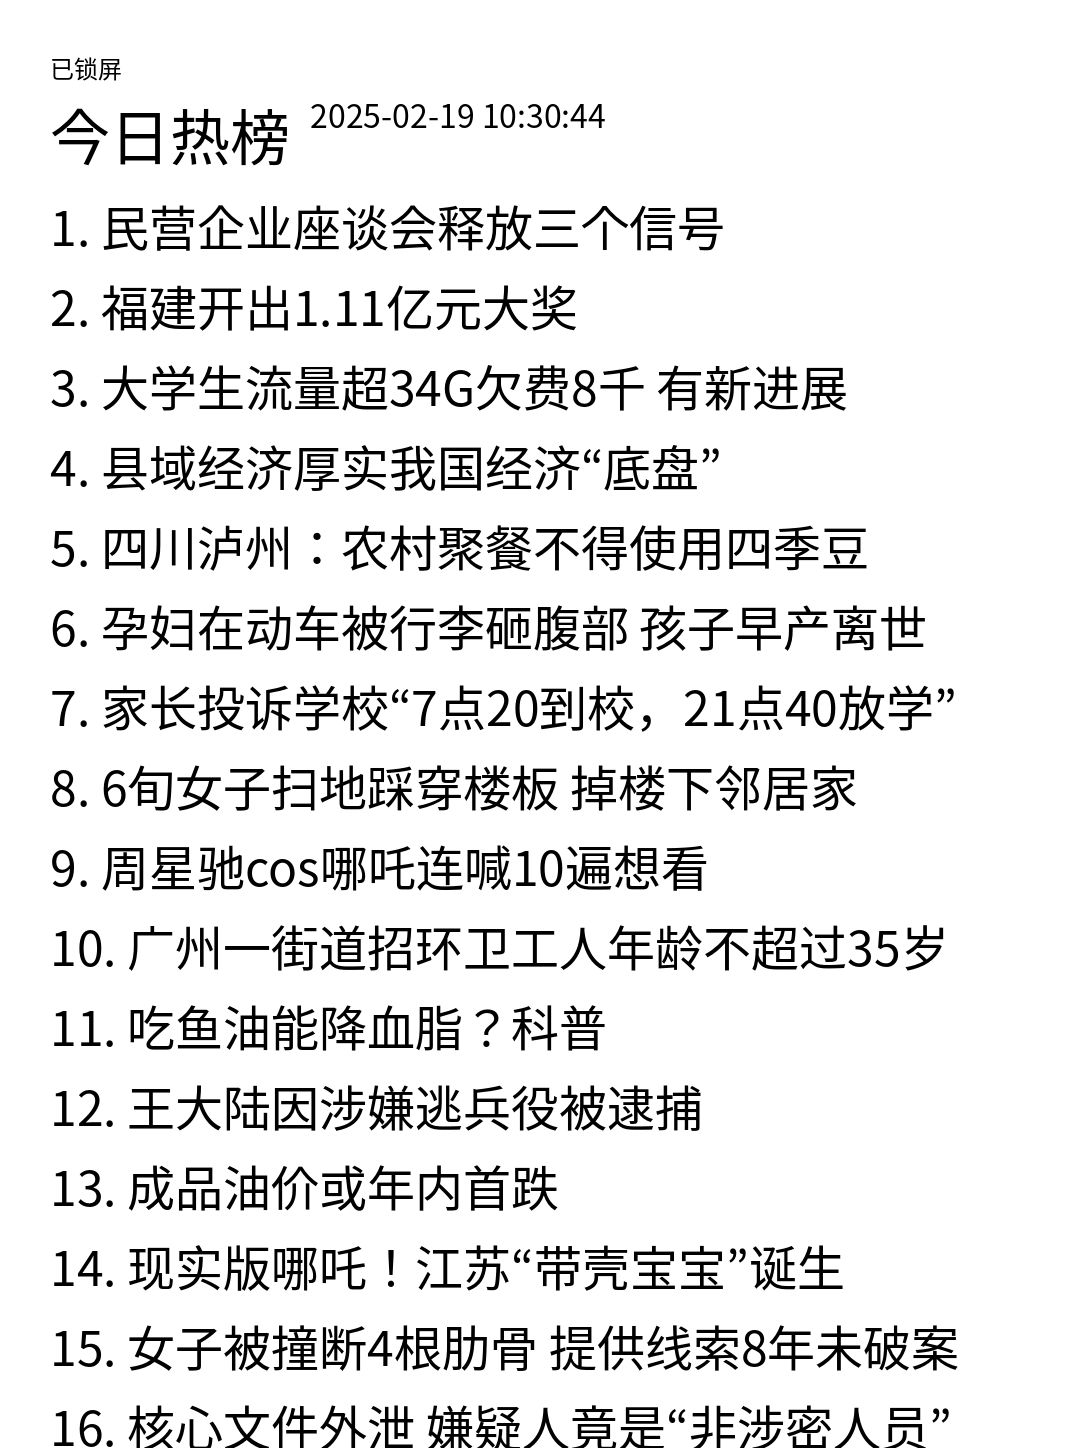 已锁屏
今日热榜 2025-02-19 10:30:44
1. 民营企业座谈会释放三个信号
2. 福建开出1.11亿元大奖
3. 大学生流量超34G欠费8千 有新进展
4. 县域经济厚实我国经济“底盘”
5. 四川泸州：农村聚餐不得使用四季豆
6. 孕妇在动车被行李砸腹部 孩子早产离世
7. 家长投诉学校“7点20到校，21点40放学”
8. 6旬女子扫地踩穿楼板 掉楼下邻居家
9. 周星驰cos哪吒连喊10遍想看
10. 广州一街道招环卫工人年龄不超过35岁
11. 吃鱼油能降血脂？科普
12. 王大陆因涉嫌逃兵役被逮捕
13. 成品油价或年内首跌
14. 现实版哪吒！江苏“带壳宝宝”诞生
15. 女子被撞断4根肋骨 提供线索8年未破案
16. 核心文件外泄 嫌疑人竟是“非涉密人员”